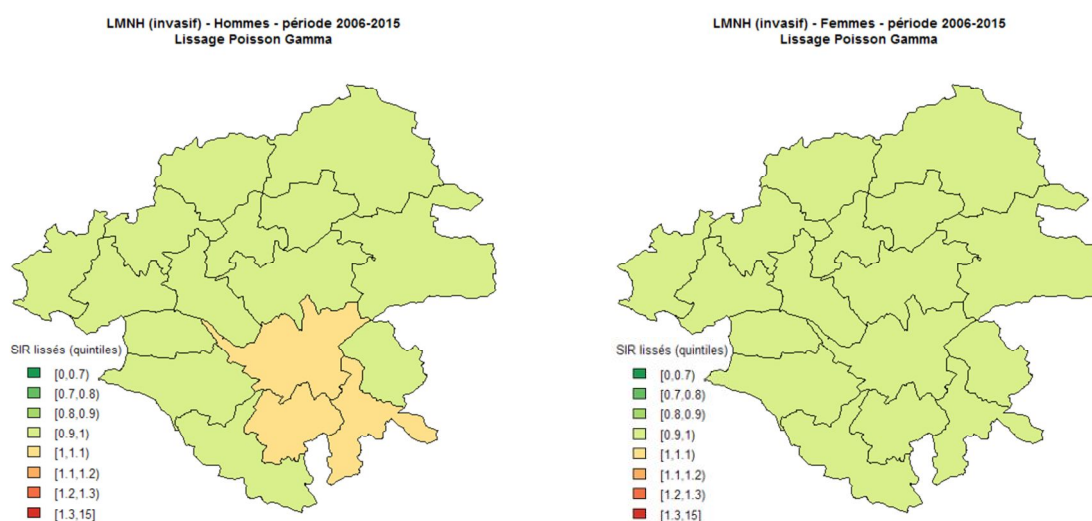 LMNH (invasif) - Hommes - période 2006-2015
Lissage Poisson Gamma
SIR lissés (quintiles)
[0,0.7)
[0.7,0.8)
[0.8,0.9)
[0.9,1)
[1,1.1)
[1.1,1.2)
[1.2,1.3)
[1.3,15]
LMNH (invasif) - Femmes - période 2006-2015
Lissage Poisson Gamma
SIR lissés (quintiles)
[0,0.7)
[0.7,0.8)
[0.8,0.9)
[0.9,1)
[1,1.1)
[1.1,1.2)
[1.2,1.3)
[1.3,15]